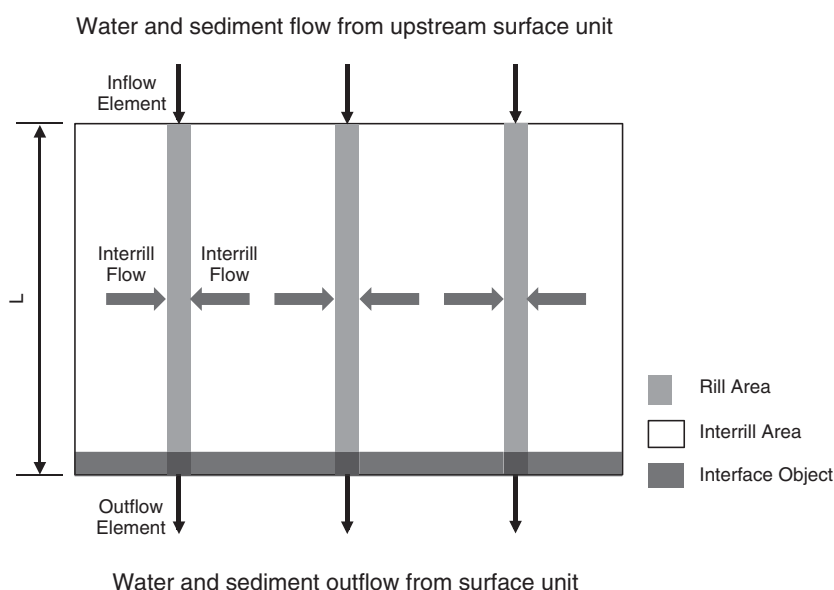 Water and sediment flow from upstream surface unit
Inflow
Element
Interrill
Flow
Interrill
Flow
L
Rill Area
Interrill Area
Interface Object
Outflow
Element
Water and sediment outflow from surface unit